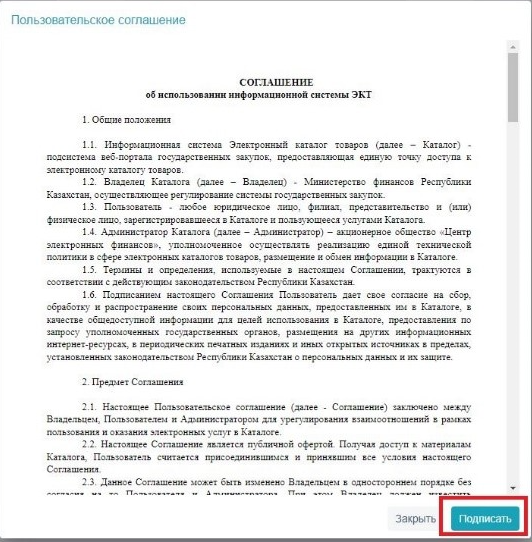 Пользовательское соглашение
СОГЛАШЕНИЕ
об использовании информационной системы ЭКТ
1. Общие положения
1.1. Информационная система Электронный каталог товаров (далее – Каталог) -
подсистема веб-портала государственных закупок, предоставляющая единую точку доступа к
электронному каталогу товаров.
1.2. Владелец Каталога (далее – Владелец) - Министерство финансов Республики
Казахстан, осуществляющее регулирование системы государственных закупок.
1.3. Пользователь - любое юридическое лицо, филиал, представительство и (или)
физическое лицо, зарегистрировавшееся в Каталоге и пользующееся услугами Каталога.
1.4. Администратор Каталога (далее – Администратор) – акционерное общество «Центр
электронных финансов», уполномоченное осуществлять реализацию единой технической
политики в сфере электронных каталогов товаров, размещение и обмен информации в Каталоге.
1.5. Термины и определения, используемые в настоящем Соглашении, трактуются в
соответствии с действующим законодательством Республики Казахстан.
1.6. Подписанием настоящего Соглашения Пользователь дает свое согласие на сбор,
обработку и распространение своих персональных данных, предоставленных им в Каталоге, в
качестве общедоступной информации для целей использования в Каталоге, предоставления по
запросу уполномоченных государственных органов, размещения на других информационных
интернет-ресурсах, в периодических печатных изданиях и иных открытых источниках в пределах,
установленных законодательством Республики Казахстан о персональных данных и их защите.
2. Предмет Соглашения
2.1. Настоящее Пользовательское соглашение (далее - Соглашение) заключено между
Владельцем, Пользователем и Администратором для урегулирования взаимоотношений в рамках
пользования и оказания электронных услуг в Каталоге.
2.2. Настоящее Соглашение является публичной офертой. Получая доступ к материалам
Каталога, Пользователь считается присоединившимся и принявшим все условия настоящего
Соглашения.
2.3. Данное Соглашение может быть изменено Владельцем в одностороннем порядке без
согласия на то Пользователя и Администратора. При этом Владелец должен известить
Закрыть
Подписать